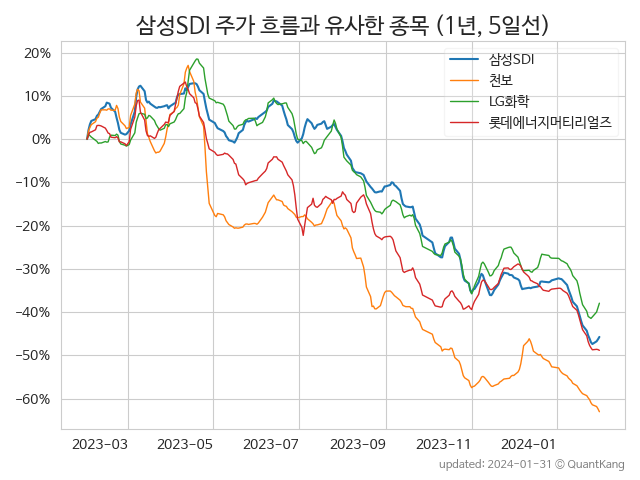 삼성SDI 주가 흐름과 유사한 종목 (1년, 5일선)
삼성SDI
천보
LG화학
롯데에너지머티리얼즈
20%
10%
0%
−10%
−20%
−30%
−40%
−50%
−60%
2023-03
2023-05
2023-07
2023-09
2023-11
2024-01
updated: 2024-01-31 © QuantKang